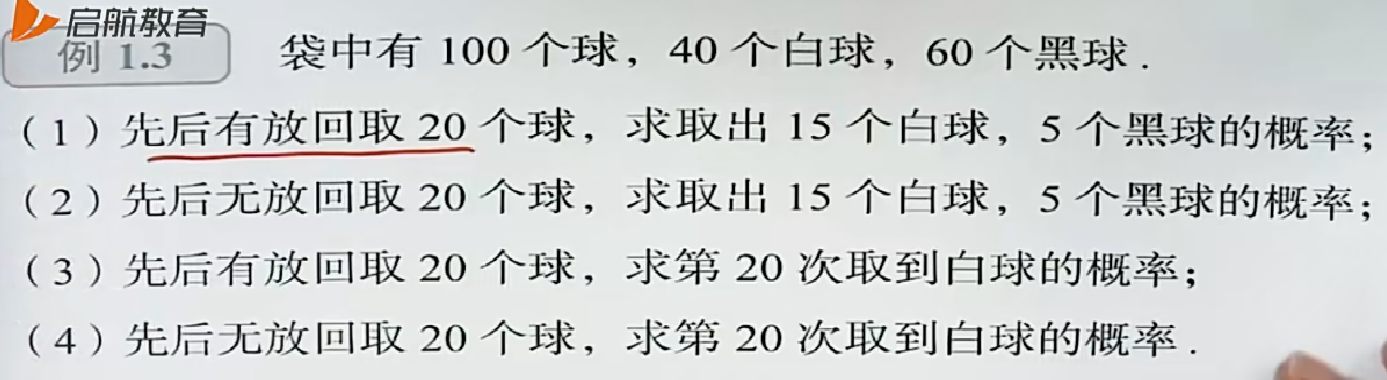 启航教育
例 1.3 袋中有 100 个球，40 个白球，60 个黑球．
（1）先后有放回取 20 个球，求取出 15 个白球，5 个黑球的概率；
（2）先后无放回取 20 个球，求取出 15 个白球，5 个黑球的概率；
（3）先后有放回取 20 个球，求第 20 次取到白球的概率；
（4）先后无放回取 20 个球，求第 20 次取到白球的概率．